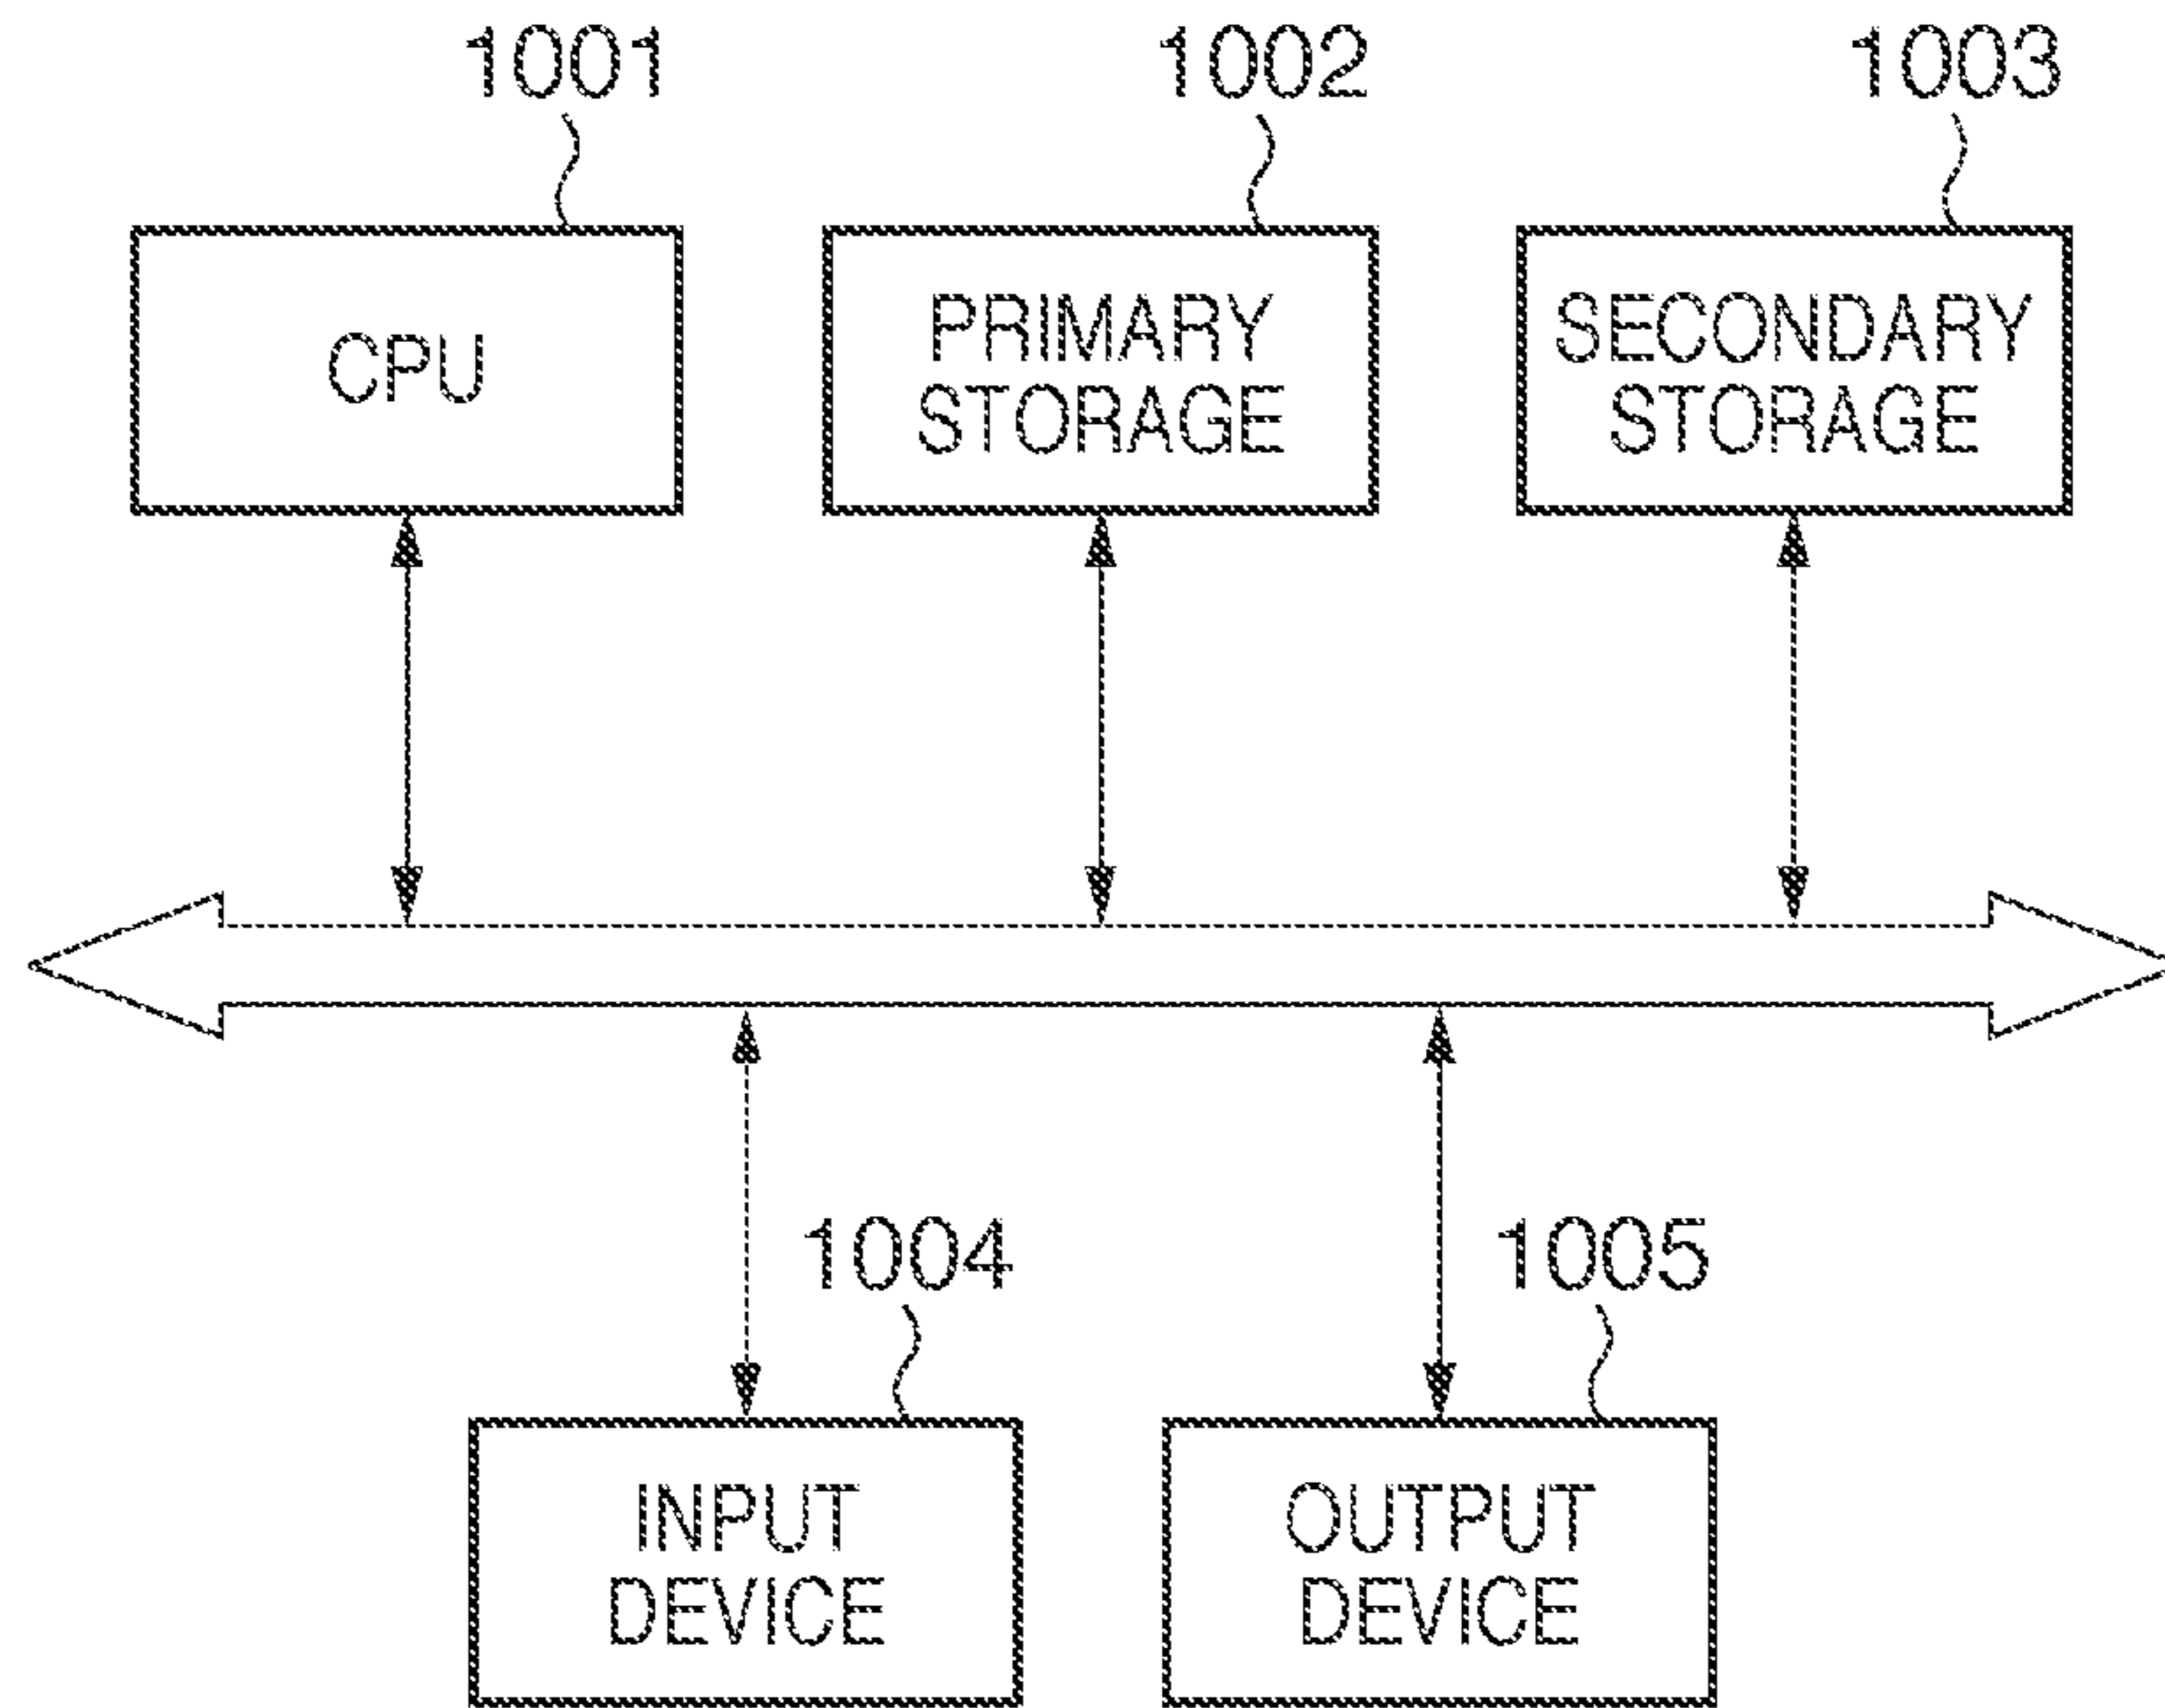 1001
1002
1003
CPU
PRIMARY
STORAGE
SECONDARY
STORAGE
1004
1005
INPUT
DEVICE
OUTPUT
DEVICE